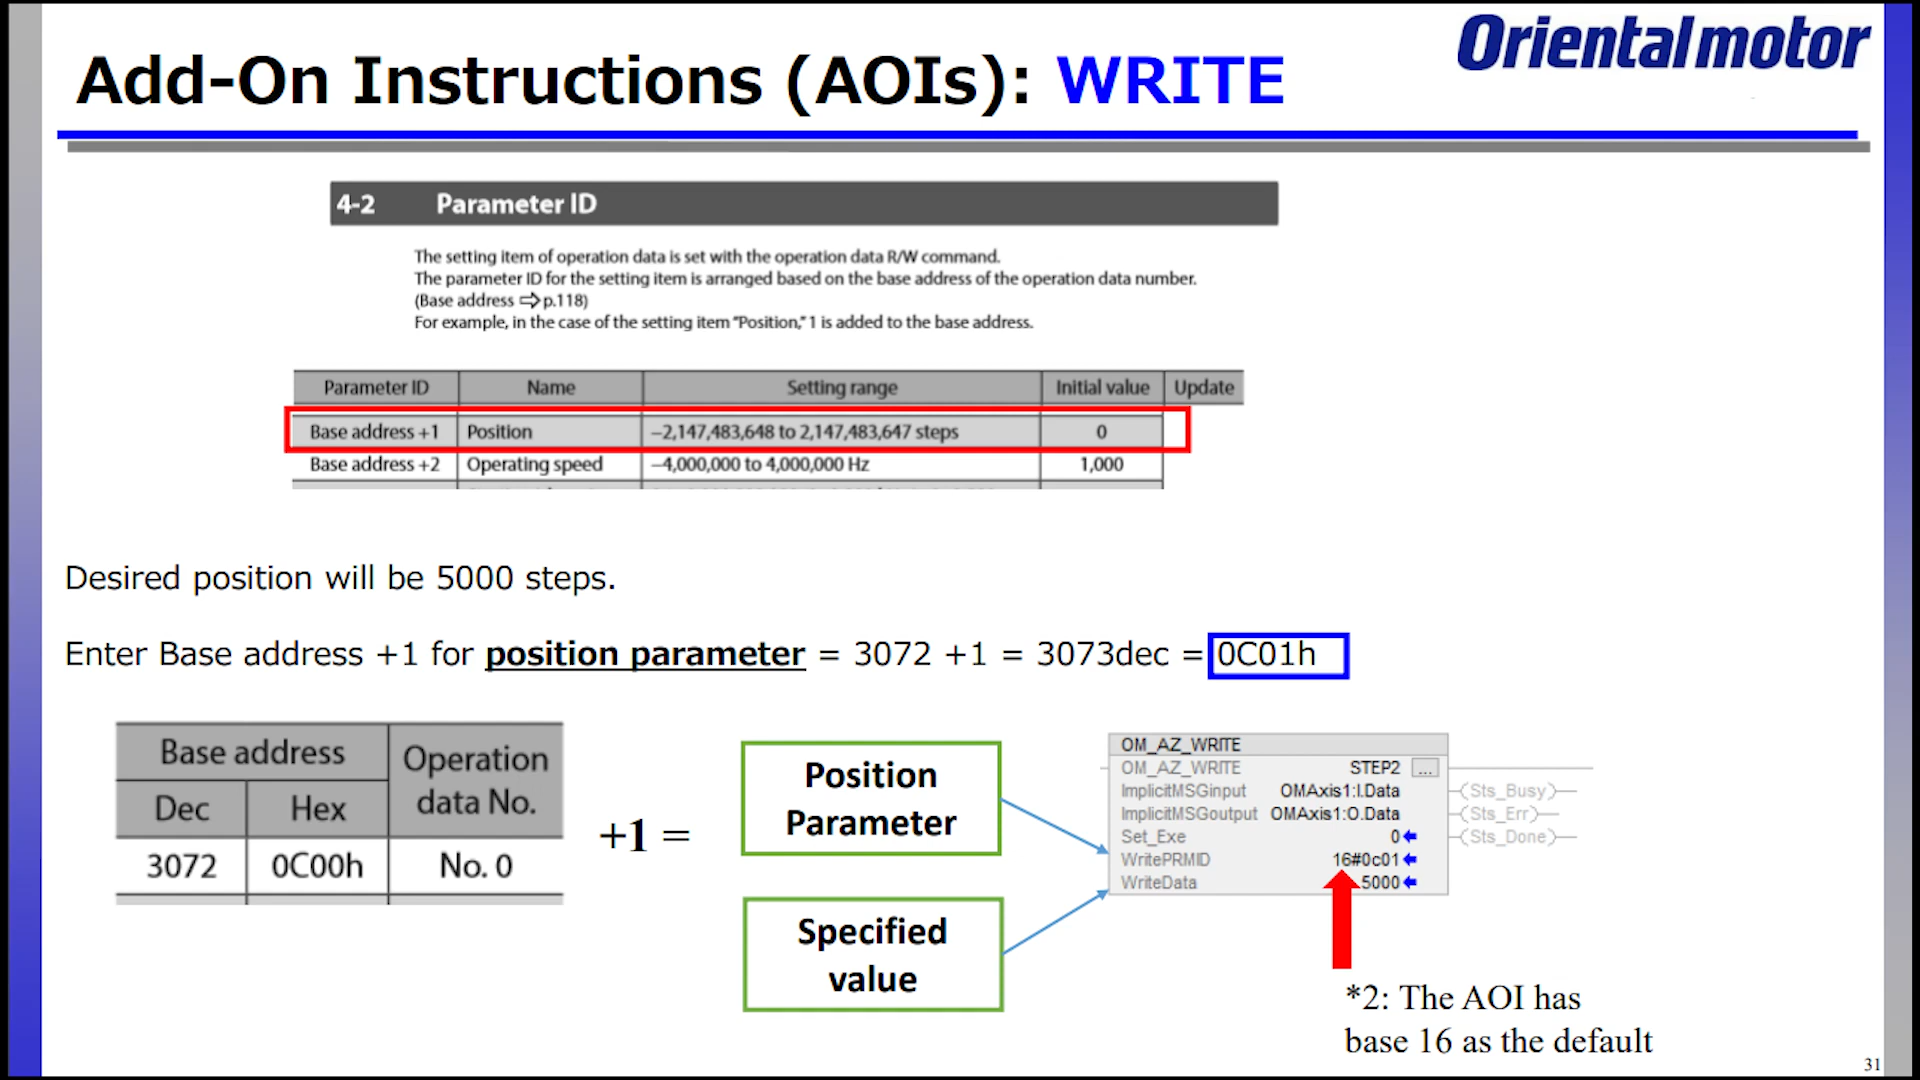 Oriental motor
Add-On Instructions (AOIs): WRITE
4-2 Parameter ID
The setting item of operation data is set with the operation data R/W command.
The parameter ID for the setting item is arranged based on the base address of the operation data number.
(Base address ⇨ p.118)
For example, in the case of the setting item “Position,” 1 is added to the base address.
Parameter ID Name Setting range Initial value Update
Base address +1 Position −2,147,483,648 to 2,147,483,647 steps 0
Base address +2 Operating speed −4,000,000 to 4,000,000 Hz 1,000
Desired position will be 5000 steps.
Enter Base address +1 for position parameter = 3072 +1 = 3073dec = 0C01h
Base address
Operation
data No.
Dec Hex
3072 0C00h No. 0
+1 =
Position
Parameter
Specified
value
OM_AZ_WRITE
OM_AZ_WRITE STEP2 ...
ImplicitMSGinput OMAxis1:I.Data (Sts_Busy)
ImplicitMSGoutput OMAxis1:O.Data (Sts_Err)
Set_Exe 0 (Sts_Done)
WritePRMID 16#0c01
WriteData 5000
*2: The AOI has
base 16 as the default
31